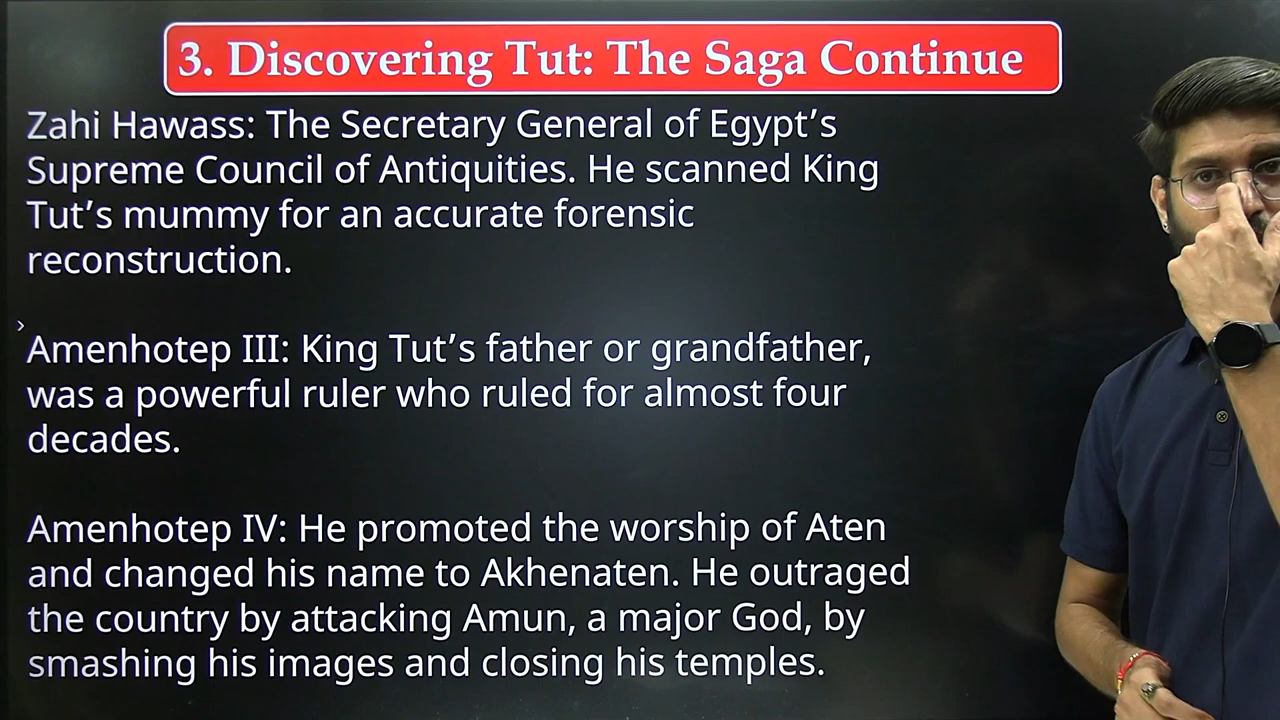 3. Discovering Tut: The Saga Continue
Zahi Hawass: The Secretary General of Egypt’s
Supreme Council of Antiquities. He scanned King
Tut’s mummy for an accurate forensic
reconstruction.
›
Amenhotep III: King Tut’s father or grandfather,
was a powerful ruler who ruled for almost four
decades.
Amenhotep IV: He promoted the worship of Aten
and changed his name to Akhenaten. He outraged
the country by attacking Amun, a major God, by
smashing his images and closing his temples.